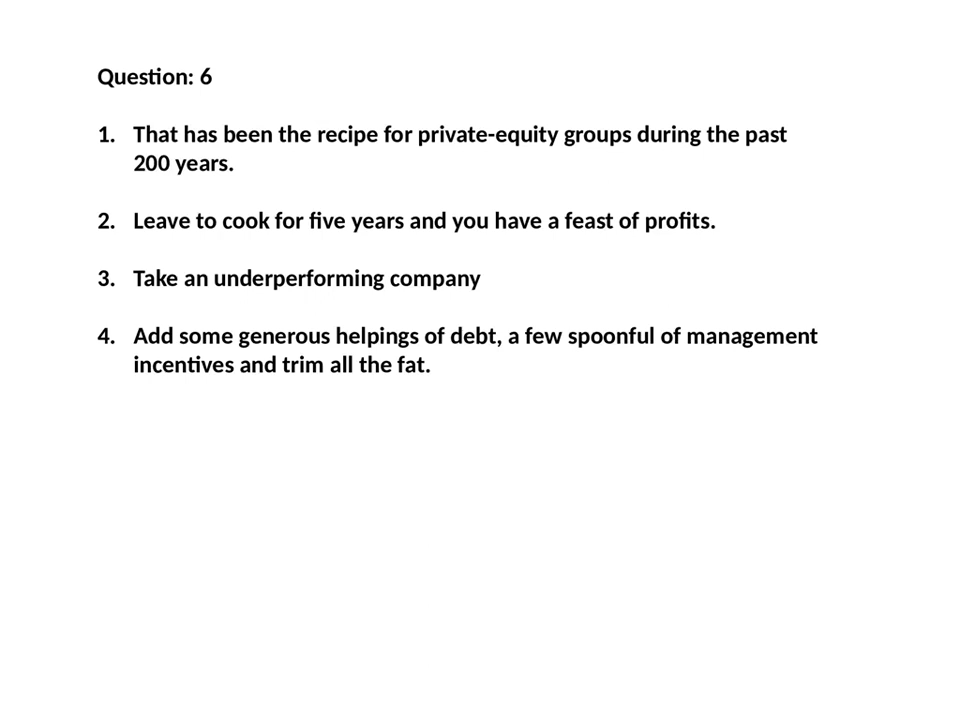 Question: 6
1. That has been the recipe for private-equity groups during the past
200 years.
2. Leave to cook for five years and you have a feast of profits.
3. Take an underperforming company
4. Add some generous helpings of debt, a few spoonful of management
incentives and trim all the fat.